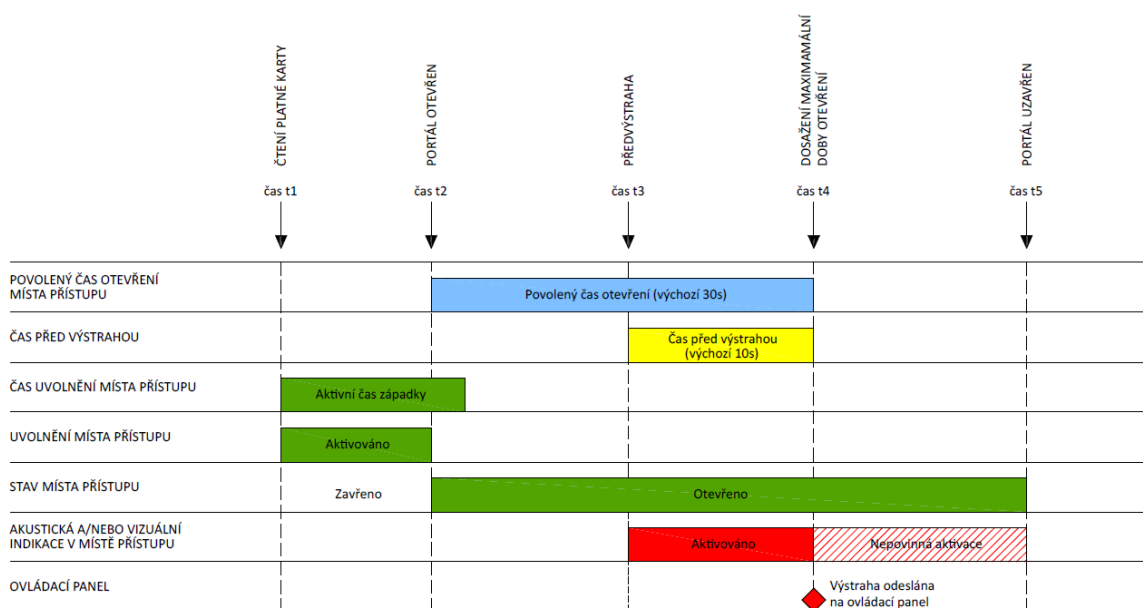 ČTENÍ PLATNÉ KARTY
PORTÁL OTEVŘEN
PŘEDVÝSTRAHA
DOSAŽENÍ MAXIMAMÁLNÍ
DOBY OTEVŘENÍ
PORTÁL UZAVŘEN
čas t1
čas t2
čas t3
čas t4
čas t5
POVOLENÝ ČAS OTEVŘENÍ
MÍSTA PŘÍSTUPU
Povolený čas otevření (výchozí 30s)
ČAS PŘED VÝSTRAHOU
Čas před výstrahou
(výchozí 10s)
ČAS UVOLNĚNÍ MÍSTA PŘÍSTUPU
Aktivní čas západky
UVOLNĚNÍ MÍSTA PŘÍSTUPU
Aktivováno
STAV MÍSTA PŘÍSTUPU
Zavřeno
Otevřeno
AKUSTICKÁ A/NEBO VIZUÁLNÍ
INDIKACE V MÍSTĚ PŘÍSTUPU
Aktivováno
Nepovinná aktivace
OVLÁDACÍ PANEL
Výstraha odeslána
na ovládací panel